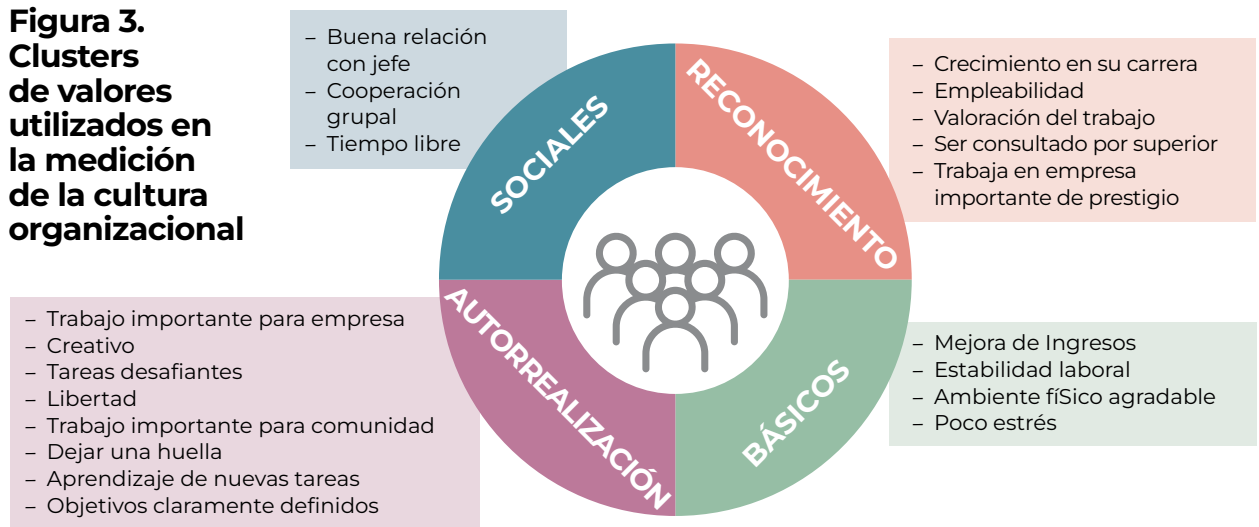 Figura 3.
Clusters
de valores
utilizados en
la medición
de la cultura
organizacional
– Buena relación
con jefe
– Cooperación
grupal
– Tiempo libre
SOCIALES
RECONOCIMIENTO
– Crecimiento en su carrera
– Empleabilidad
– Valoración del trabajo
– Ser consultado por superior
– Trabaja en empresa
importante de prestigio
– Trabajo importante para empresa
– Creativo
– Tareas desafiantes
– Libertad
– Trabajo importante para comunidad
– Dejar una huella
– Aprendizaje de nuevas tareas
– Objetivos claramente definidos
AUTORREALIZACIÓN
BÁSICOS
– Mejora de Ingresos
– Estabilidad laboral
– Ambiente fíSico agradable
– Poco estrés